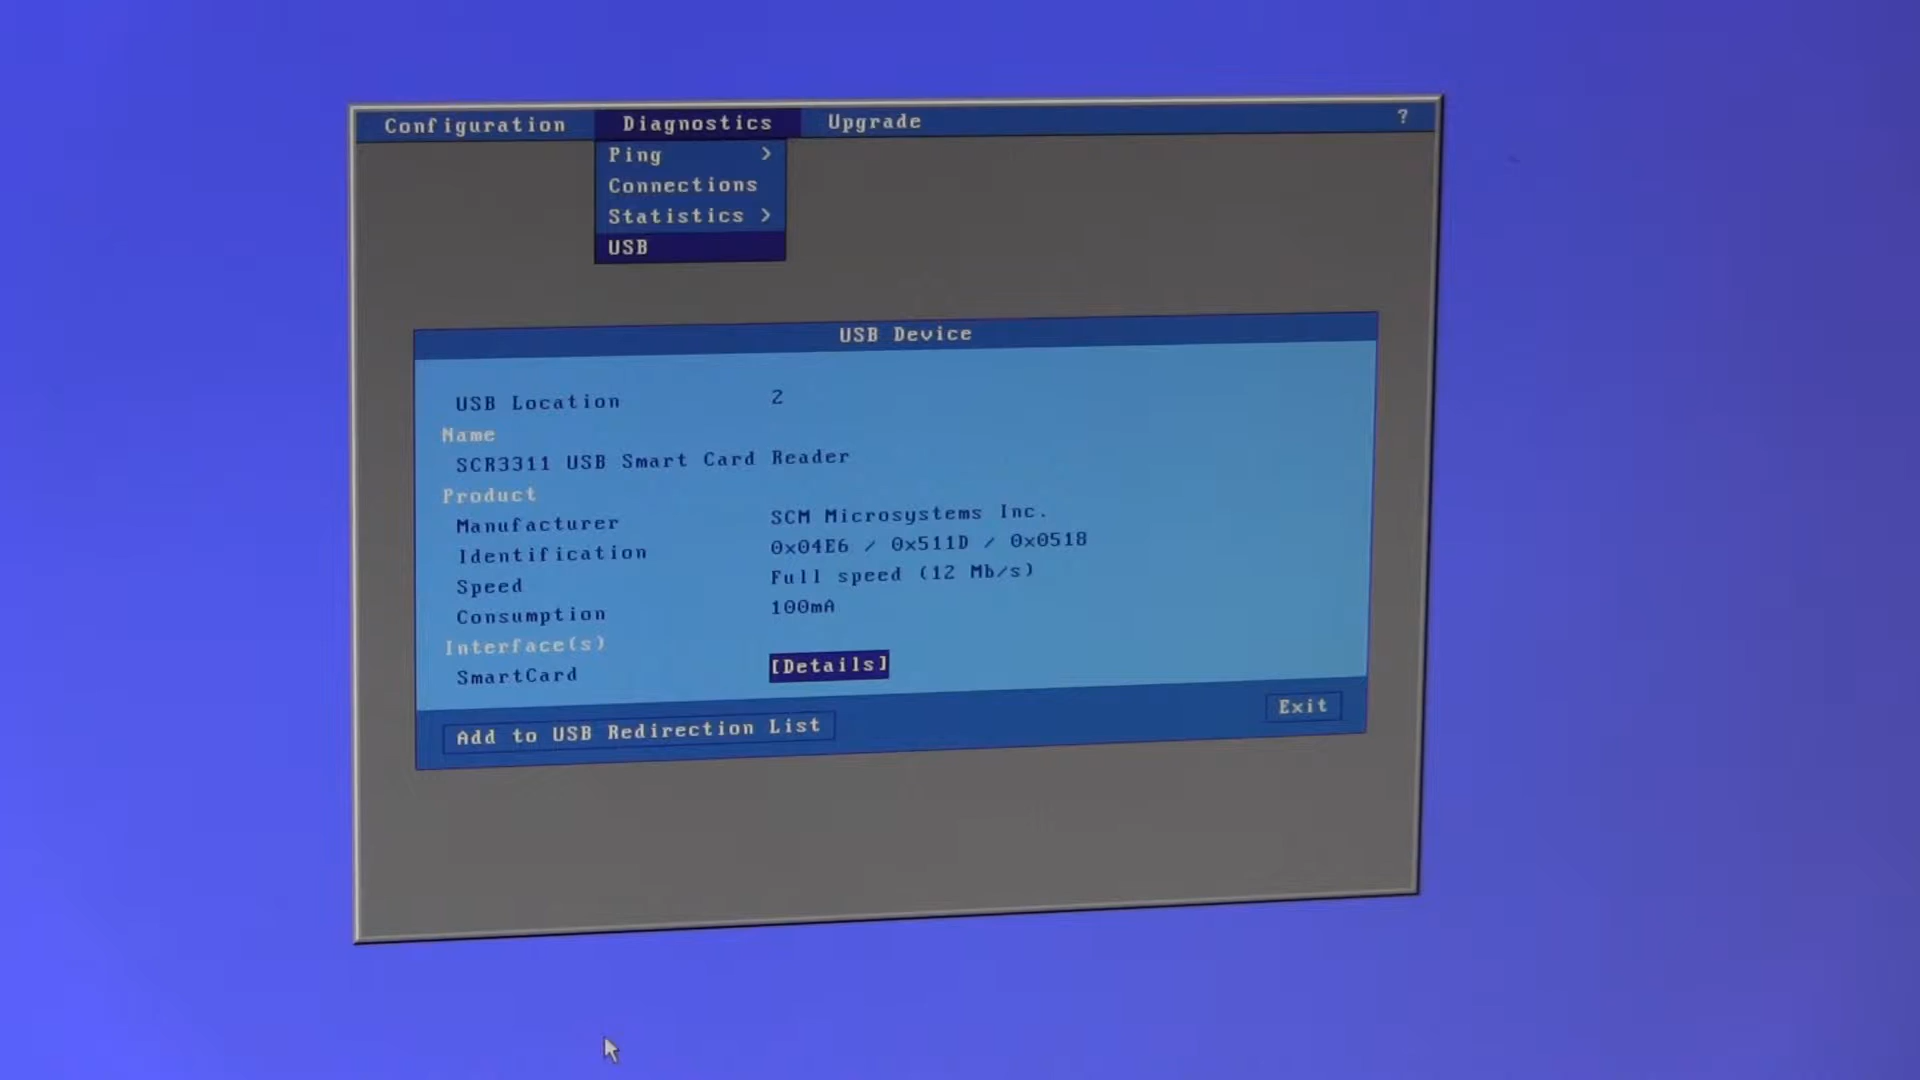 Configuration Diagnostics Upgrade ?
Ping >
Connections
Statistics >
USB
USB Device
USB Location 2
Name
SCR3311 USB Smart Card Reader
Product
Manufacturer SCM Microsystems Inc.
Identification 0x04E6 / 0x511D / 0x0518
Speed Full speed (12 Mb/s)
Consumption 100mA
Interface(s)
SmartCard [Details]
Add to USB Redirection List Exit